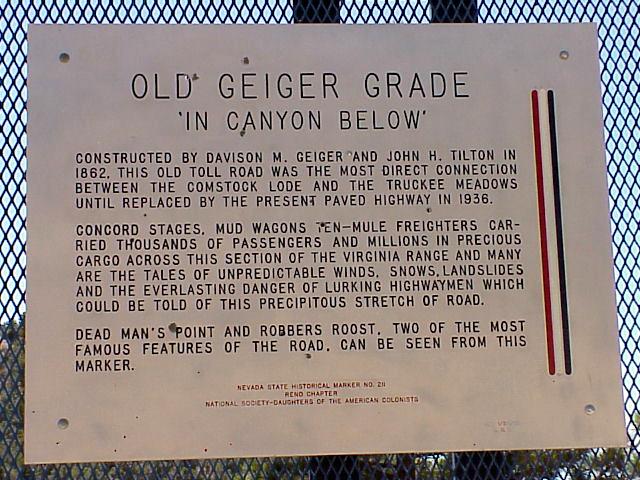 OLD GEIGER GRADE
'IN CANYON BELOW'
CONSTRUCTED BY DAVISON M. GEIGER AND JOHN H. TILTON IN
1862, THIS OLD TOLL ROAD WAS THE MOST DIRECT CONNECTION
BETWEEN THE COMSTOCK LODE AND THE TRUCKEE MEADOWS
UNTIL REPLACED BY THE PRESENT PAVED HIGHWAY IN 1936.
CONCORD STAGES, MUD WAGONS TEN-MULE FREIGHTERS CAR-
RIED THOUSANDS OF PASSENGERS AND MILLIONS IN PRECIOUS
CARGO ACROSS THIS SECTION OF THE VIRGINIA RANGE AND MANY
ARE THE TALES OF UNPREDICTABLE WINDS, SNOWS, LANDSLIDES
AND THE EVERLASTING DANGER OF LURKING HIGHWAYMEN WHICH
COULD BE TOLD OF THIS PRECIPITOUS STRETCH OF ROAD.
DEAD MAN'S POINT AND ROBBERS ROOST, TWO OF THE MOST
FAMOUS FEATURES OF THE ROAD, CAN BE SEEN FROM THIS
MARKER.
NEVADA STATE HISTORICAL MARKER NO. 211
RENO CHAPTER
NATIONAL SOCIETY-DAUGHTERS OF THE AMERICAN COLONISTS